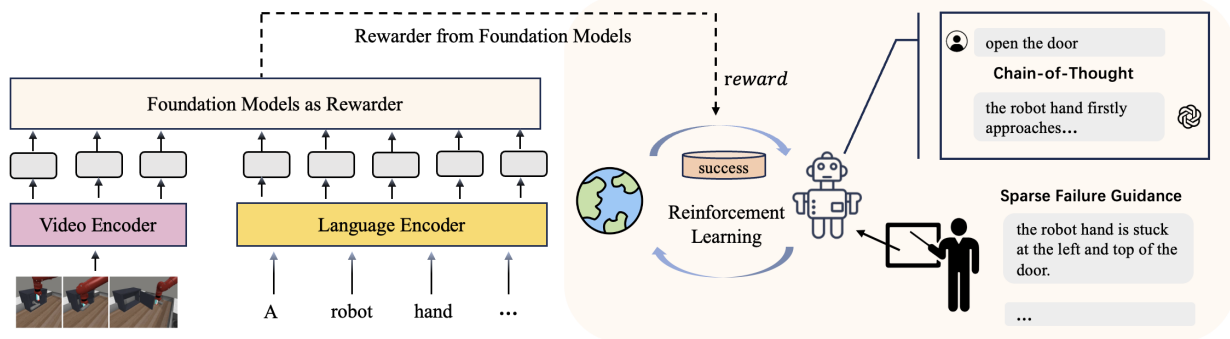 Rewarder from Foundation Models
Foundation Models as Rewarder
Video Encoder
Language Encoder
A
robot
hand
...
reward
success
Reinforcement
Learning
open the door
Chain-of-Thought
the robot hand firstly
approaches...
Sparse Failure Guidance
the robot hand is stuck
at the left and top of the
door.
...